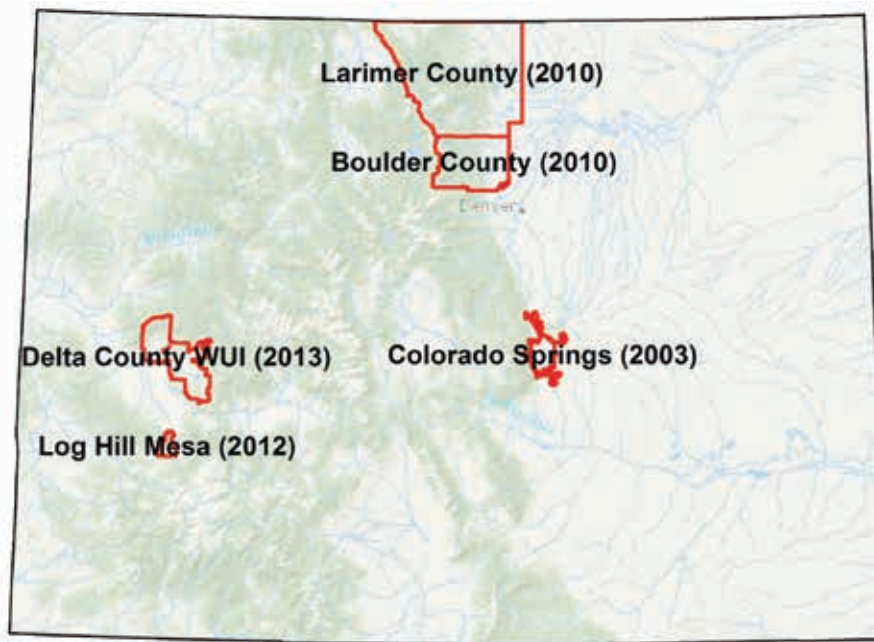 Larimer County (2010)
Boulder County (2010)
Denver
Delta County WUI (2013)
Colorado Springs (2003)
Log Hill Mesa (2012)